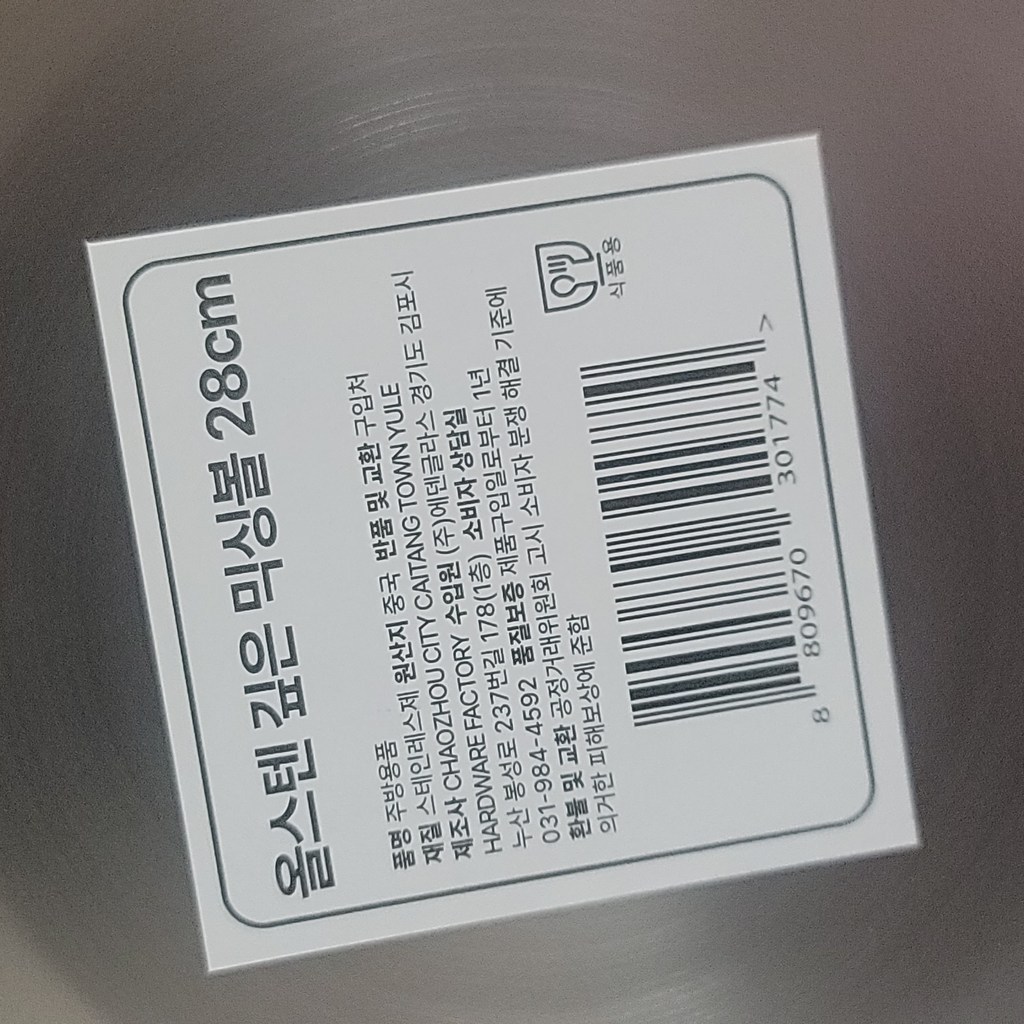 올스텐 깊은 믹싱볼 28cm
품명 주방용품
재질 스테인레스제 원산지 중국 반품 및 교환 구입처
제조사 CHAOZHOU CITY CAITANG TOWN YULE
HARDWARE FACTORY 수입원 (주)에덴글라스 경기도 김포시
누산 봉성로 237번길 178(1층) 소비자 상담실
031-984-4592 품질보증 제품구입일로부터 1년
환불 및 교환 공정거래위원회 고시 소비자 분쟁 해결 기준에
의거한 피해보상에 준함
식품용
8 809670 301774 >